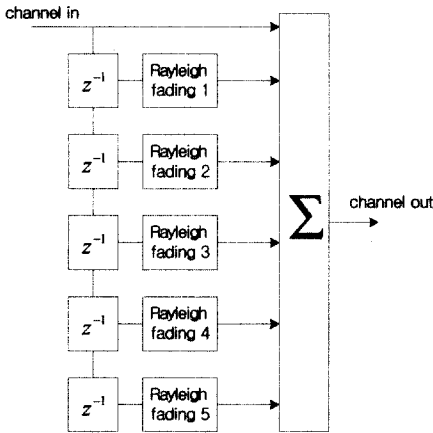 channel in
z⁻¹
Rayleigh
fading 1
z⁻¹
Rayleigh
fading 2
∑
channel out
z⁻¹
Rayleigh
fading 3
z⁻¹
Rayleigh
fading 4
z⁻¹
Rayleigh
fading 5